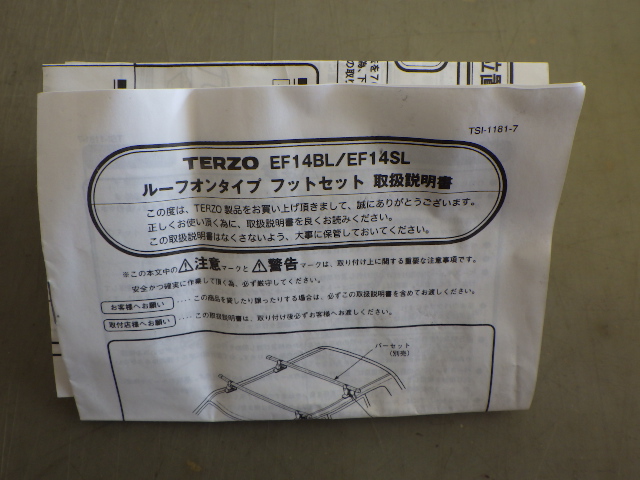 TSI-1181-7
TERZO EF14BL/EF14SL
ルーフオンタイプ フットセット 取扱説明書
この度は、TERZO製品をお買い上げ頂きまして、誠にありがとうございます。
正しくお使い頂く為に、取扱説明書を良くお読みください。
この取扱説明書はなくさないよう、大事に保管しておいてください。
※この本文中の⚠注意マークと⚠警告マークは、取り付け上に関する重要な注意事項です。
安全かつ確実に作業して頂く為、必ず厳守してください。
お客様へお願い ････この商品を貸したり譲ったりする場合は、必ずこの取扱説明書を含めてお渡しください。
取付店様へお願い ････この取扱説明書は、取り付け後必ずお客様へお渡しください。
バーセット
(別売)